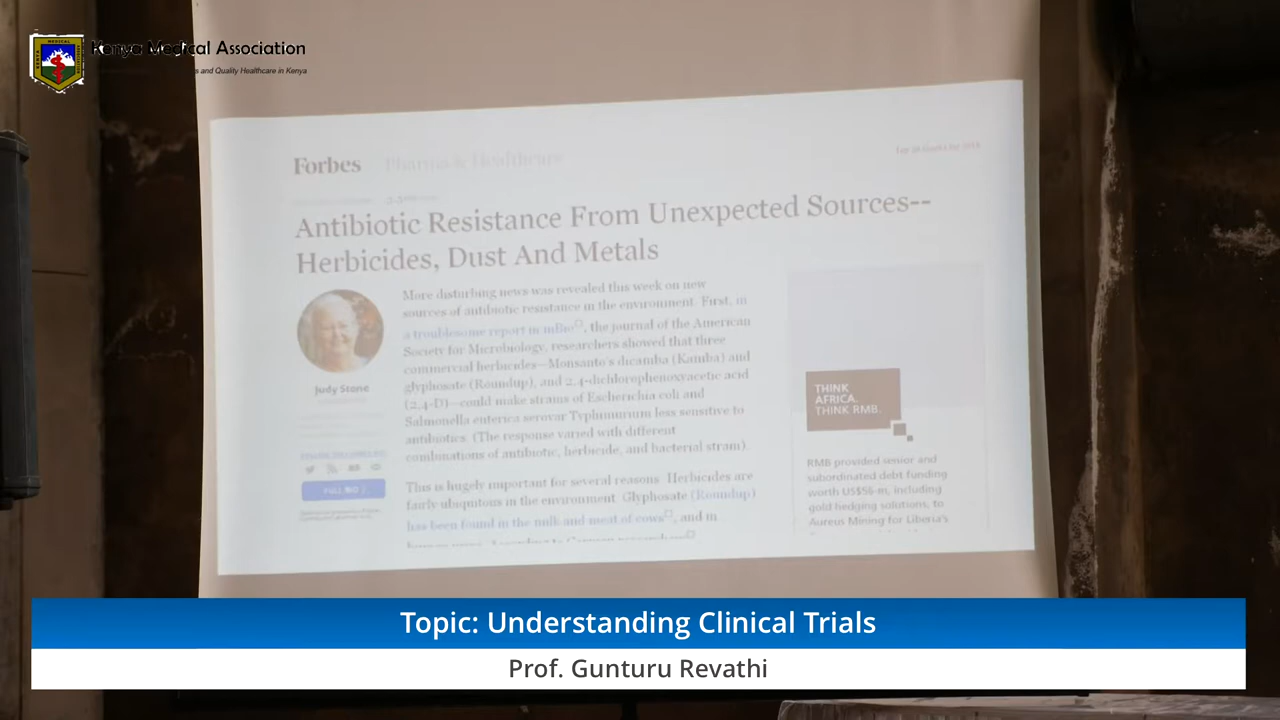 Kenya Medical Association
s and Quality Healthcare in Kenya
Forbes Pharma & Healthcare
Antibiotic Resistance From Unexpected Sources--
Herbicides, Dust And Metals
More disturbing news was revealed this week on new
sources of antibiotic resistance in the environment. First, in
a troublesome report in mBio, the journal of the American
Society for Microbiology, researchers showed that three
commercial herbicides—Monsanto's dicamba (Kamba) and
glyphosate (Roundup), and 2,4-dichlorophenoxyacetic acid
(2,4-D)—could make strains of Escherichia coli and
Salmonella enterica serovar Typhimurium less sensitive to
antibiotics. (The response varied with different
combinations of antibiotic, herbicide, and bacterial strain).
This is hugely important for several reasons. Herbicides are
fairly ubiquitous in the environment. Glyphosate (Roundup)
has been found in the milk and meat of cows, and in
Judy Stone
THINK
AFRICA.
THINK RMB.
RMB provided senior and
subordinated debt funding
worth US$56-m, including
gold hedging solutions, to
Aureus Mining for Liberia's
Topic: Understanding Clinical Trials
Prof. Gunturu Revathi